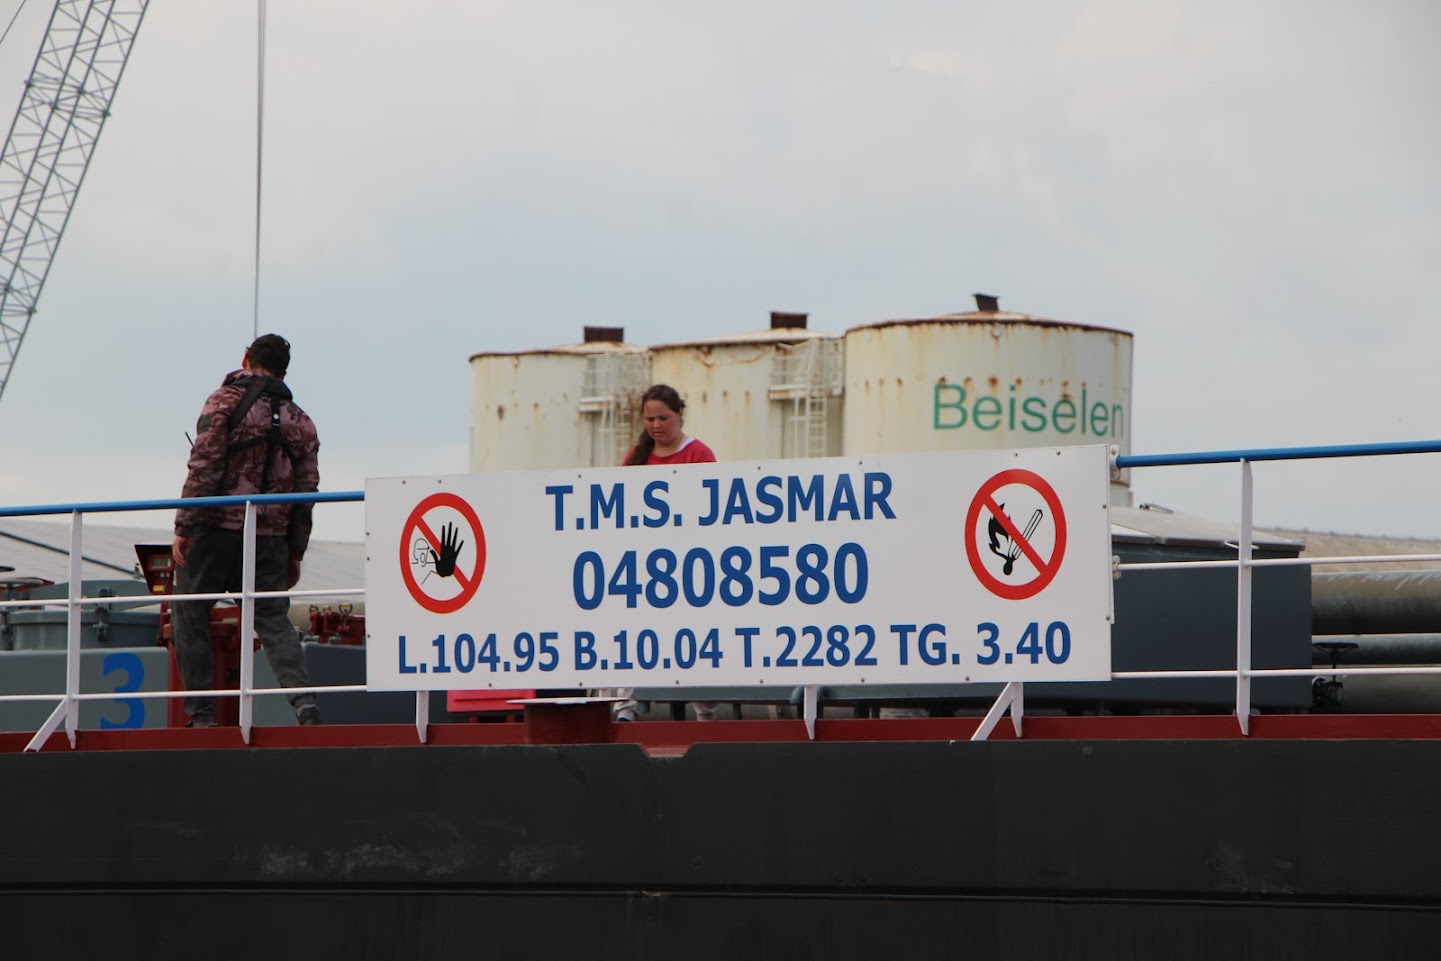 Beiselen
T.M.S. JASMAR
04808580
L.104.95 B.10.04 T.2282 TG. 3.40
3